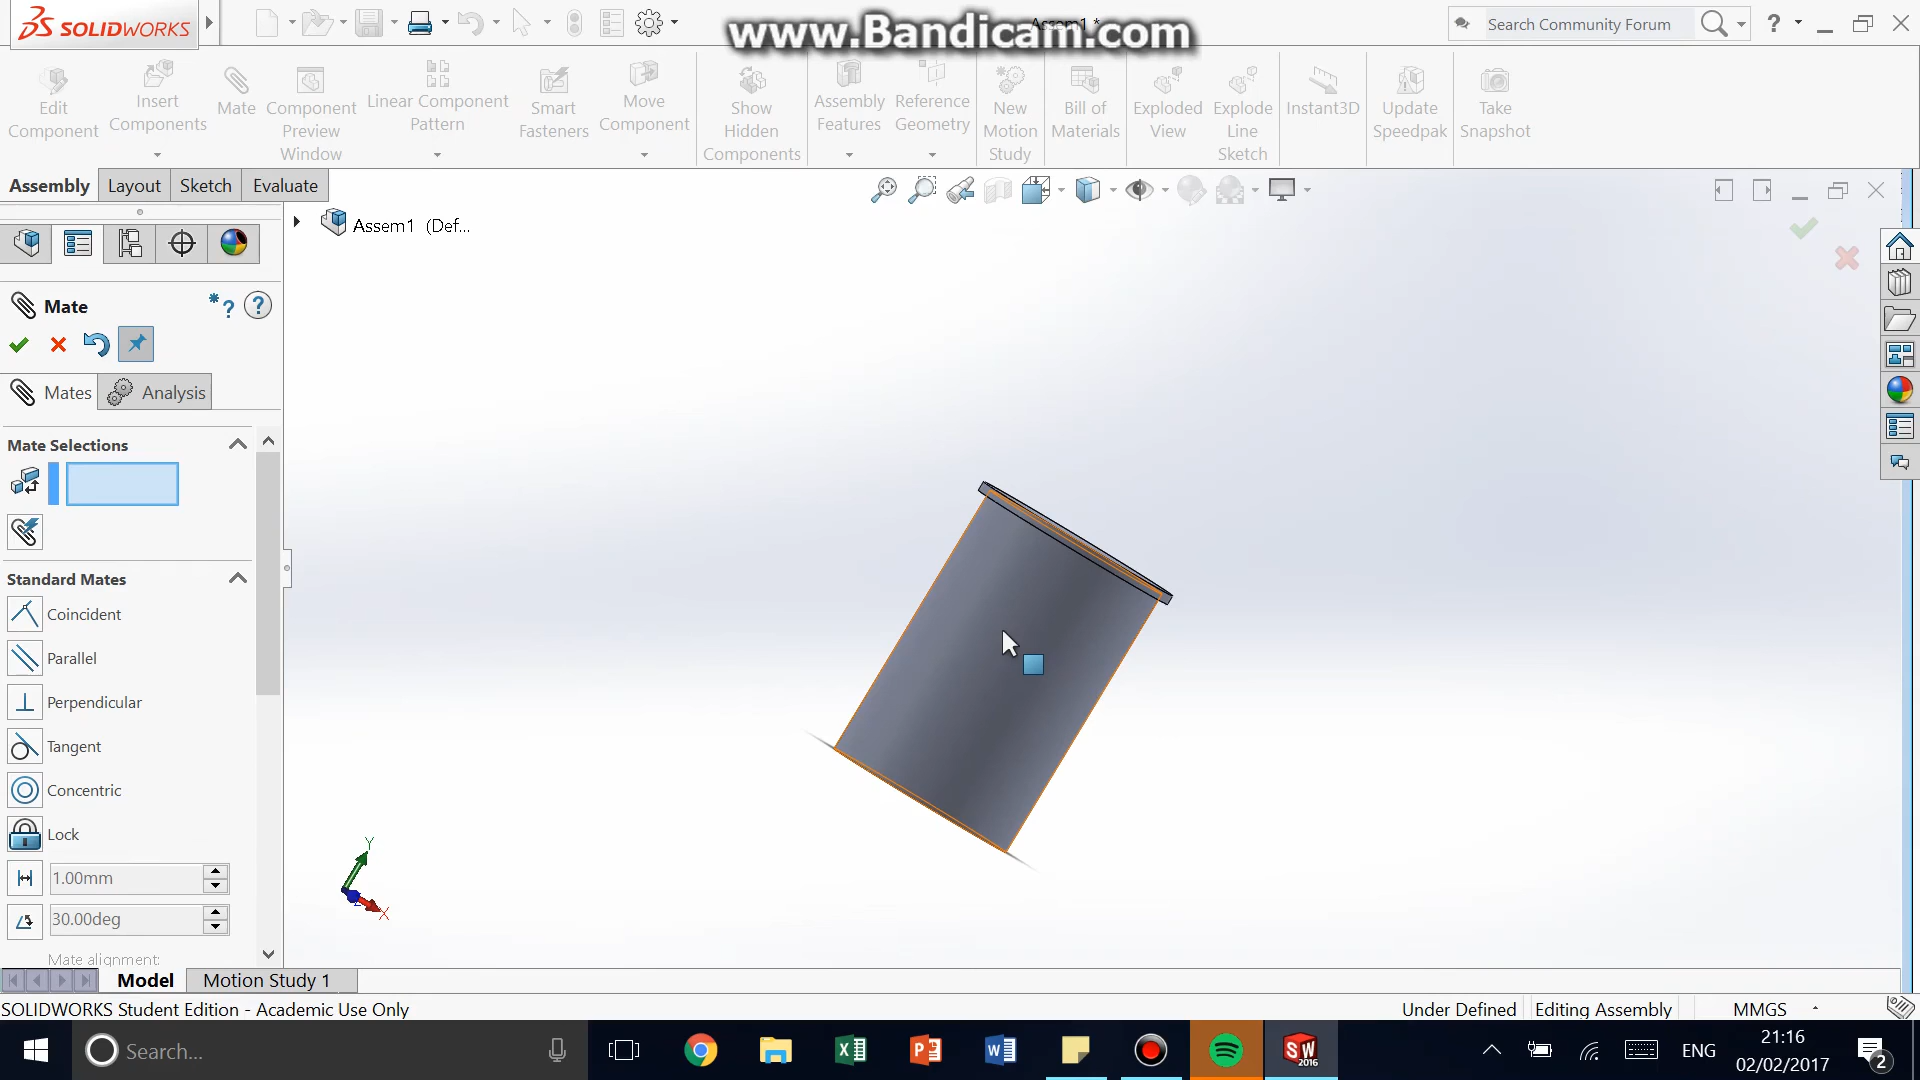 SOLIDWORKS
www.Bandicam.com
Search Community Forum
Edit Component
Insert Components
Mate
Component Preview Window
Linear Component Pattern
Smart Fasteners
Move Component
Show Hidden Components
Assembly Features
Reference Geometry
New Motion Study
Bill of Materials
Exploded View
Explode Line Sketch
Instant3D
Update Speedpak
Take Snapshot
Assembly
Layout
Sketch
Evaluate
Assem1 (Def...
Mate
Mates
Analysis
Mate Selections
Standard Mates
Coincident
Parallel
Perpendicular
Tangent
Concentric
Lock
1.00mm
30.00deg
Mate alignment:
Y
X
Model
Motion Study 1
SOLIDWORKS Student Edition - Academic Use Only
Under Defined
Editing Assembly
MMGS
Search...
SW 2016
ENG
21:16
02/02/2017
2